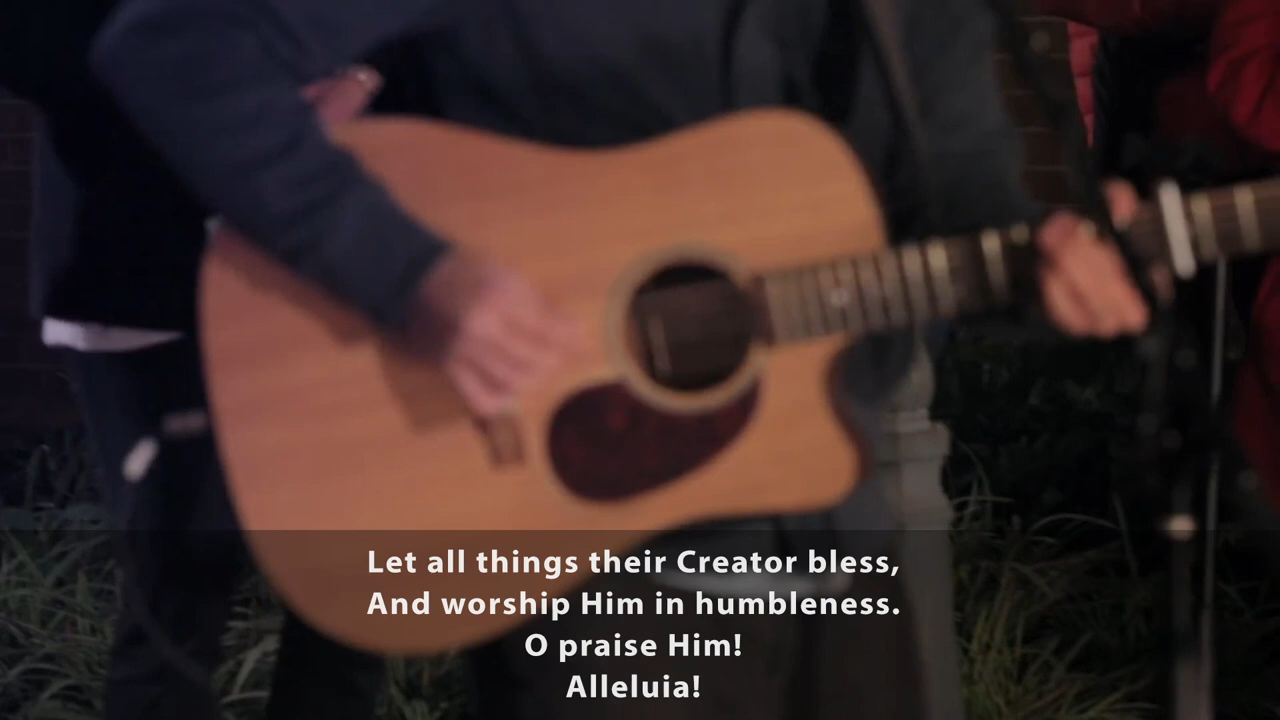 Let all things their Creator bless,
And worship Him in humbleness.
O praise Him!
Alleluia!